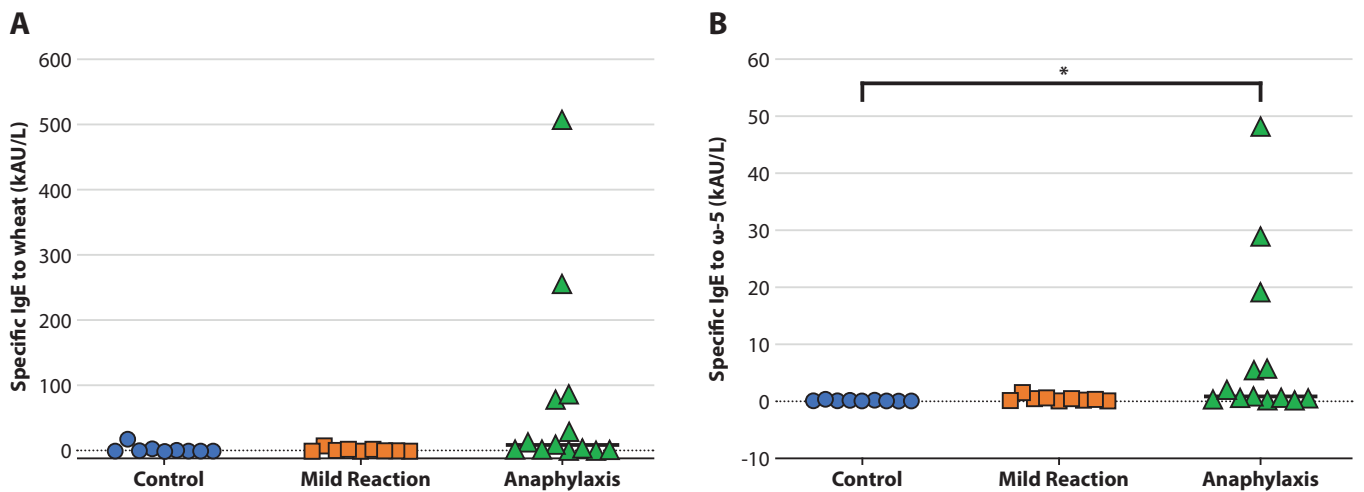 A
Specific IgE to wheat (kAU/L)
600
500
400
300
200
100
0
Control
Mild Reaction
Anaphylaxis
B
Specific IgE to ω-5 (kAU/L)
60
50
40
30
20
10
0
-10
*
Control
Mild Reaction
Anaphylaxis